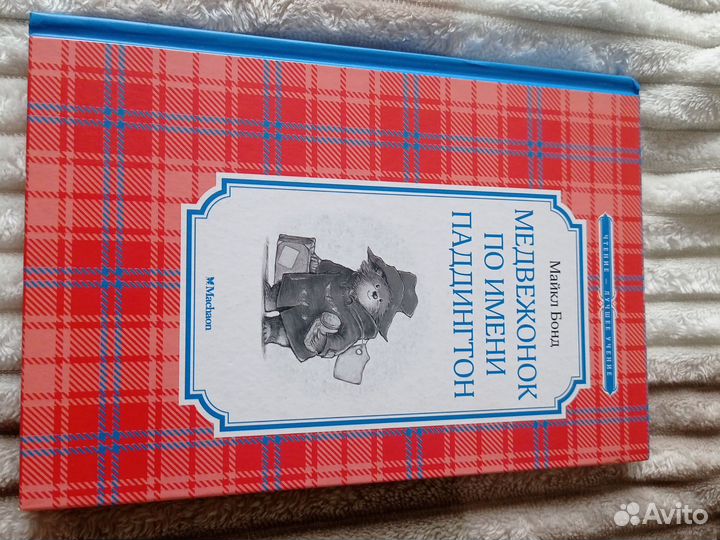 ЧТЕНИЕ – ЛУЧШЕЕ УЧЕНИЕ
Майкл Бонд
МЕДВЕЖОНОК
ПО ИМЕНИ
ПАДДИНГТОН
Machaon
Avito